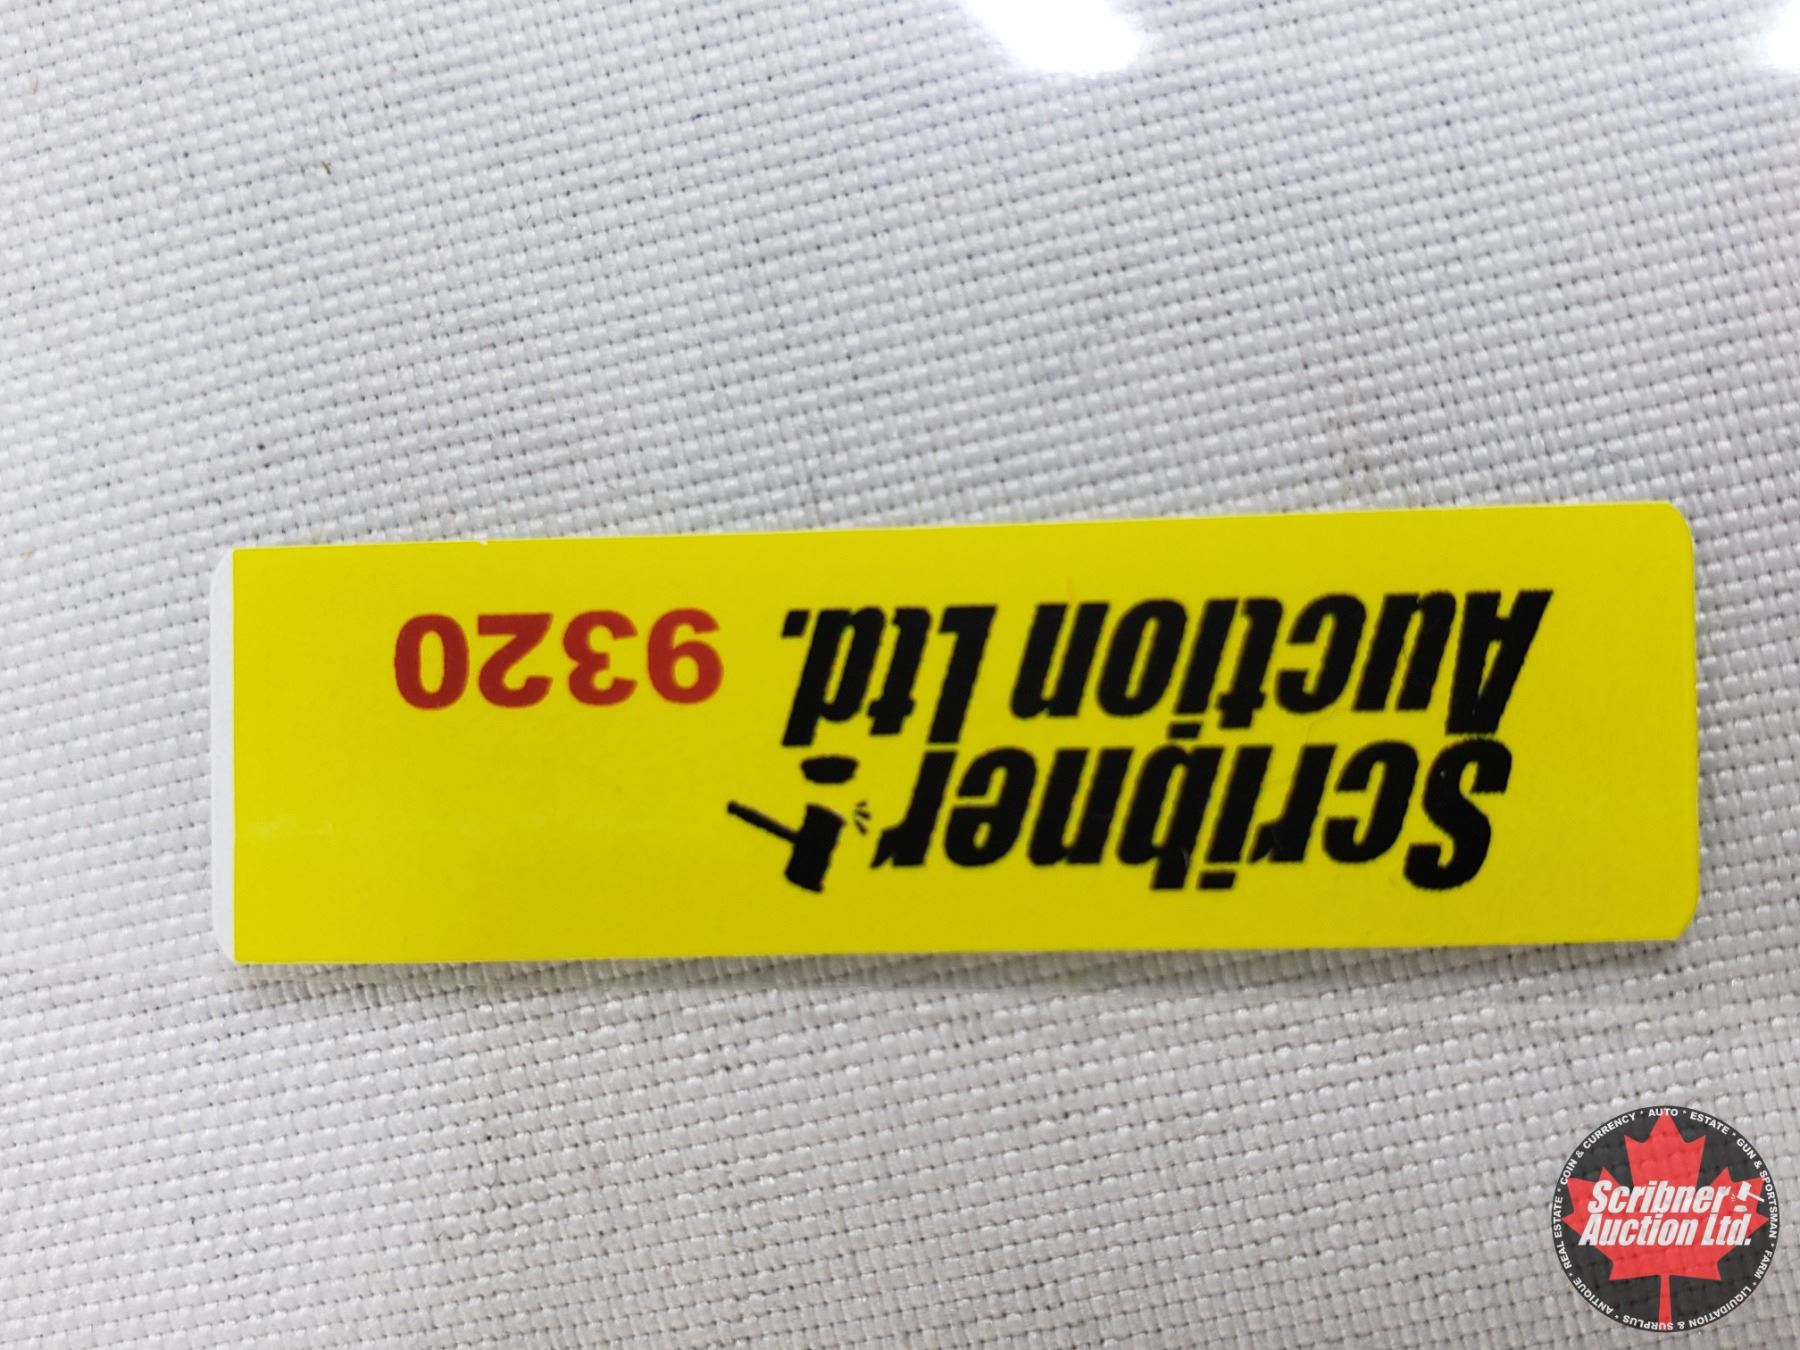 Scribner
Auction Ltd.
9320
COIN & CURRENCY * AUTO * ESTATE * GUN & SPORTSMAN * FARM * LIQUIDATION & SURPLUS * ANTIQUE * REAL ESTATE *
Scribner
Auction Ltd.